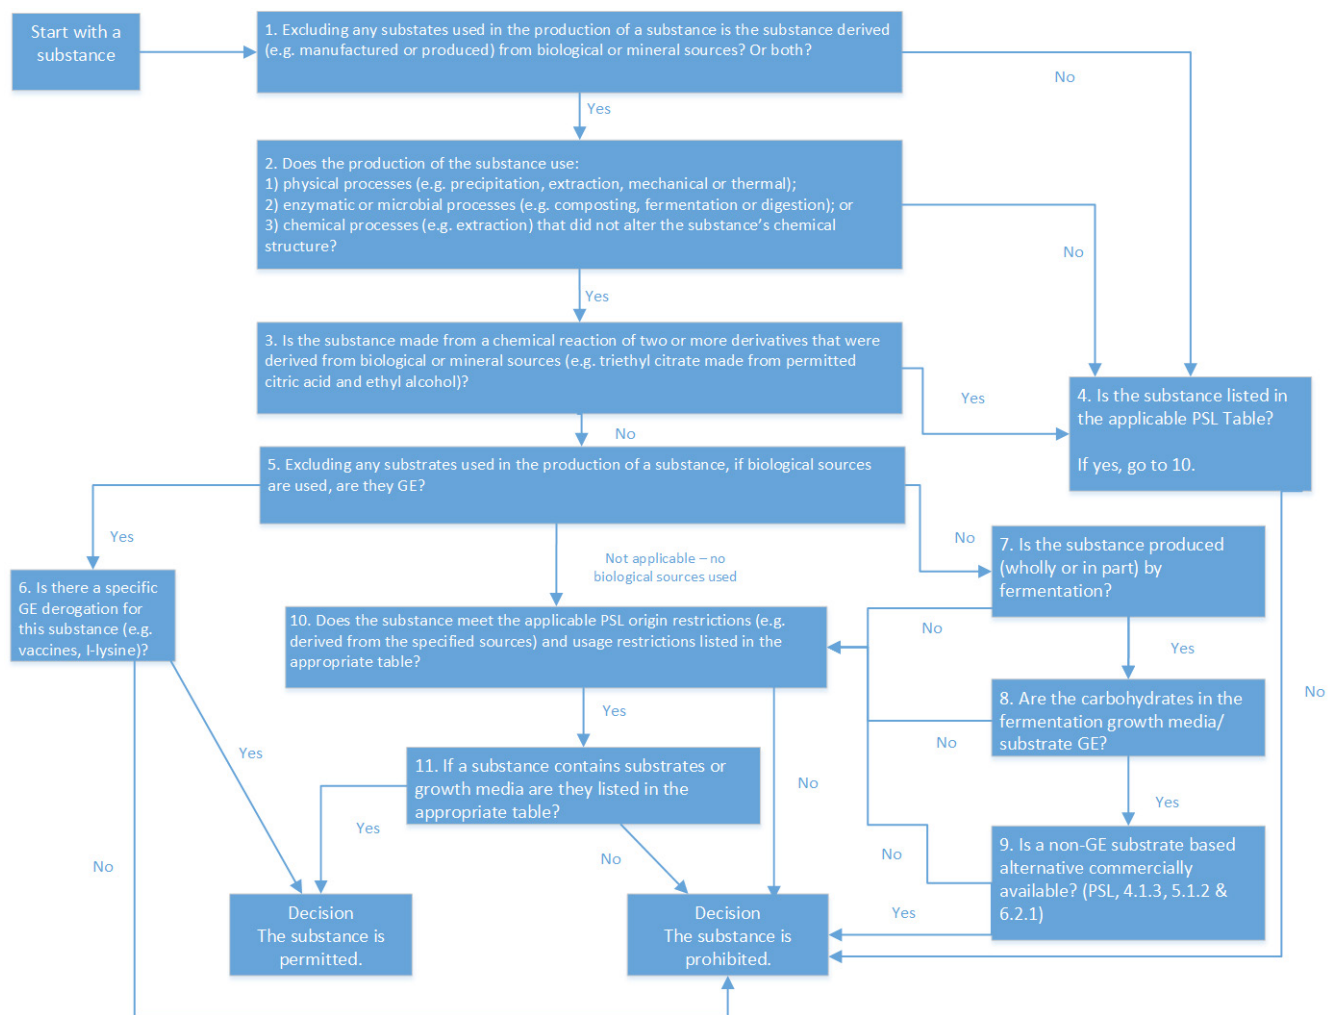 Start with a
substance
1. Excluding any substates used in the production of a substance is the substance derived
(e.g. manufactured or produced) from biological or mineral sources? Or both?
No
Yes
2. Does the production of the substance use:
1) physical processes (e.g. precipitation, extraction, mechanical or thermal);
2) enzymatic or microbial processes (e.g. composting, fermentation or digestion); or
3) chemical processes (e.g. extraction) that did not alter the substance's chemical
structure?
No
Yes
3. Is the substance made from a chemical reaction of two or more derivatives that were
derived from biological or mineral sources (e.g. triethyl citrate made from permitted
citric acid and ethyl alcohol)?
Yes
No
4. Is the substance listed in
the applicable PSL Table?
If yes, go to 10.
No
5. Excluding any substrates used in the production of a substance, if biological sources
are used, are they GE?
Yes
Not applicable – no
biological sources used
No
6. Is there a specific
GE derogation for
this substance (e.g.
vaccines, I-lysine)?
Yes
No
7. Is the substance produced
(wholly or in part) by
fermentation?
No
Yes
10. Does the substance meet the applicable PSL origin restrictions (e.g.
derived from the specified sources) and usage restrictions listed in the
appropriate table?
Yes
No
8. Are the carbohydrates in the
fermentation growth media/
substrate GE?
No
Yes
11. If a substance contains substrates or
growth media are they listed in the
appropriate table?
Yes
No
9. Is a non-GE substrate based
alternative commercially
available? (PSL, 4.1.3, 5.1.2 &
6.2.1)
No
Yes
Decision
The substance is
permitted.
Decision
The substance is
prohibited.